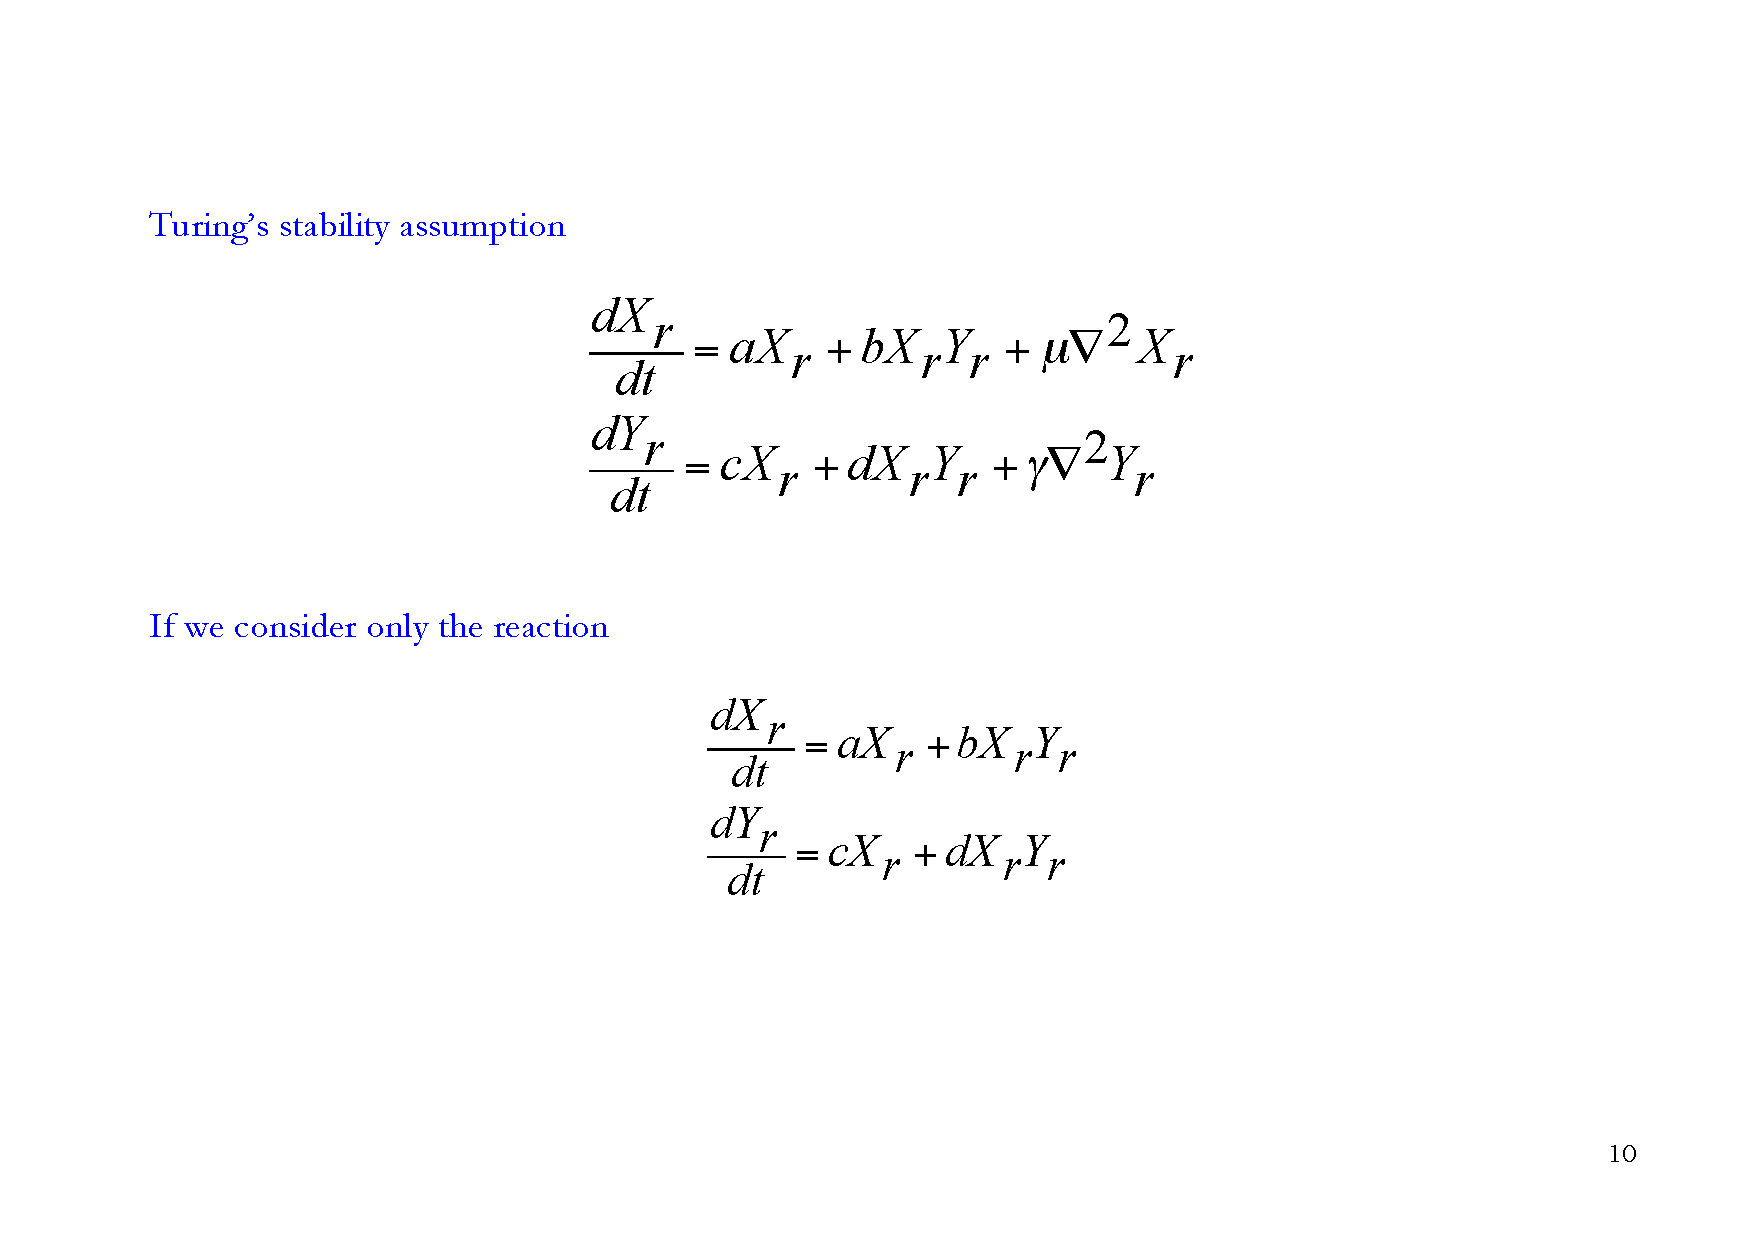 Turing’s stability assumption
dX_r/dt = aX_r + bX_rY_r + μ∇²X_r
dY_r/dt = cX_r + dX_rY_r + γ∇²Y_r
If we consider only the reaction
dX_r/dt = aX_r + bX_rY_r
dY_r/dt = cX_r + dX_rY_r
10